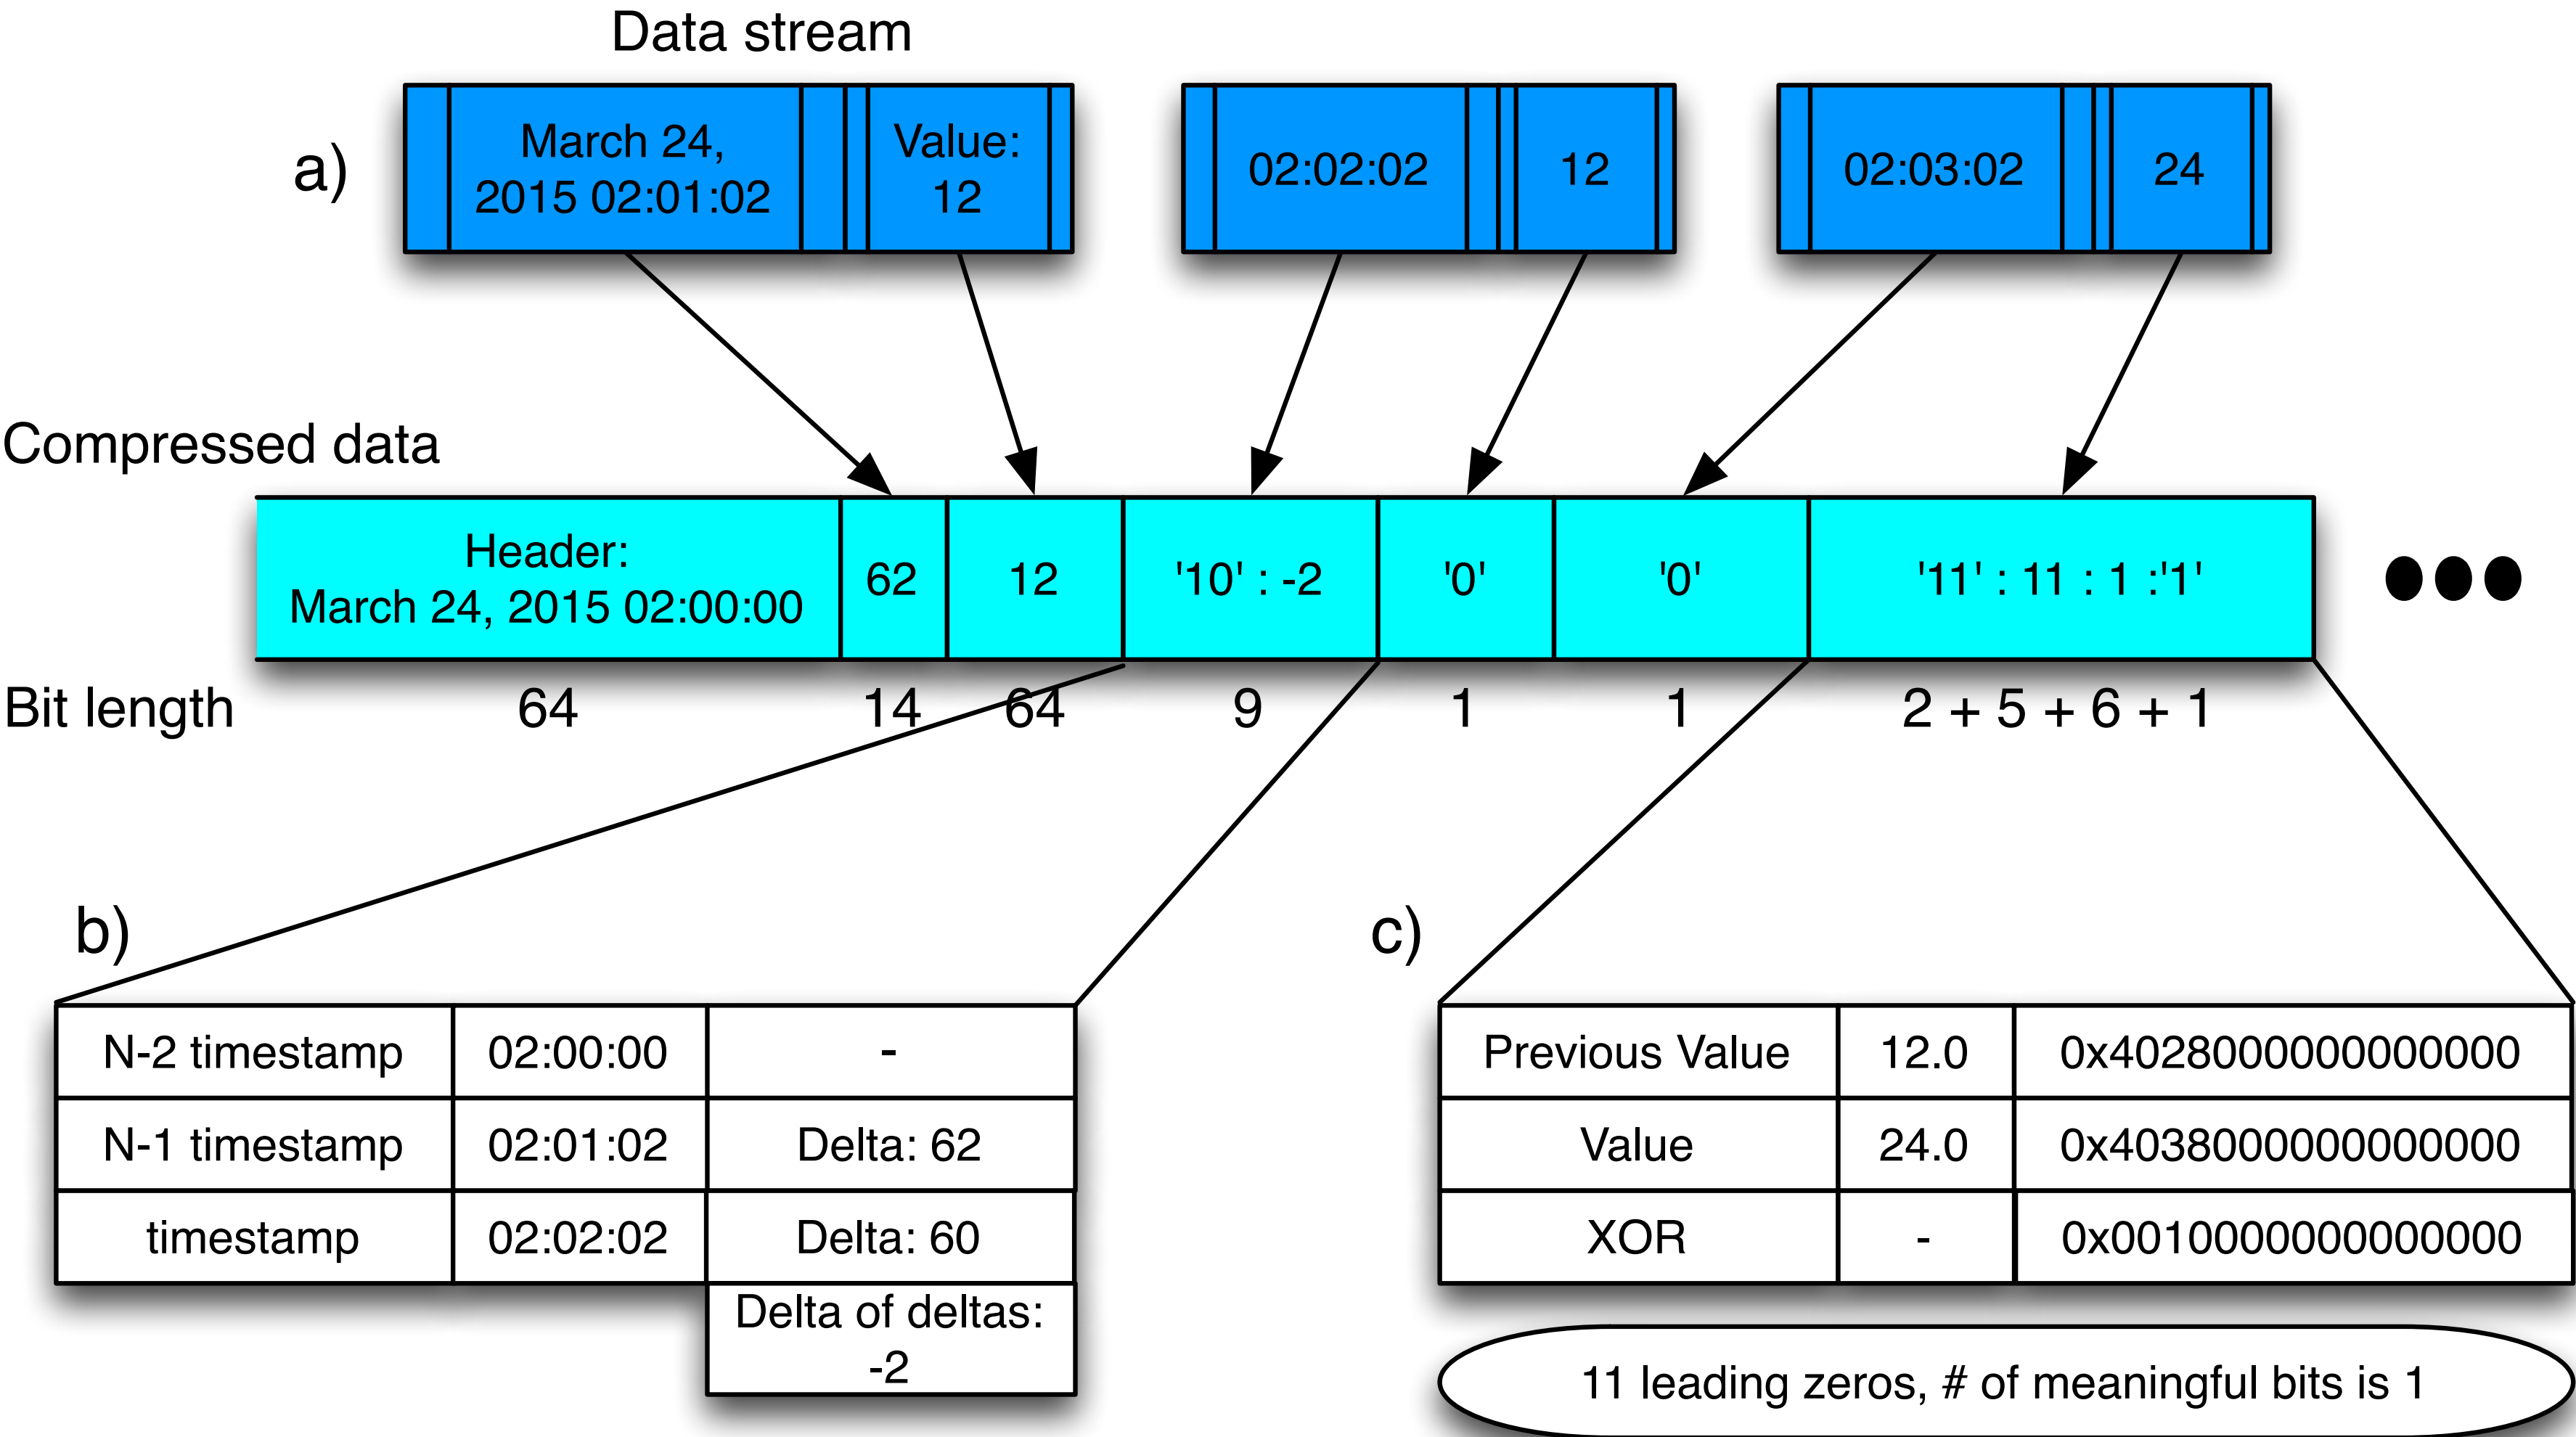 Data stream
a)
March 24,
2015 02:01:02
Value:
12
02:02:02
12
02:03:02
24
Compressed data
Header:
March 24, 2015 02:00:00
62
12
'10' : -2
'0'
'0'
'11' : 11 : 1 :'1'
Bit length
64
14
64
9
1
1
2 + 5 + 6 + 1
b)
N-2 timestamp
02:00:00
-
N-1 timestamp
02:01:02
Delta: 62
timestamp
02:02:02
Delta: 60
Delta of deltas:
-2
c)
Previous Value
12.0
0x4028000000000000
Value
24.0
0x4038000000000000
XOR
-
0x0010000000000000
11 leading zeros, # of meaningful bits is 1